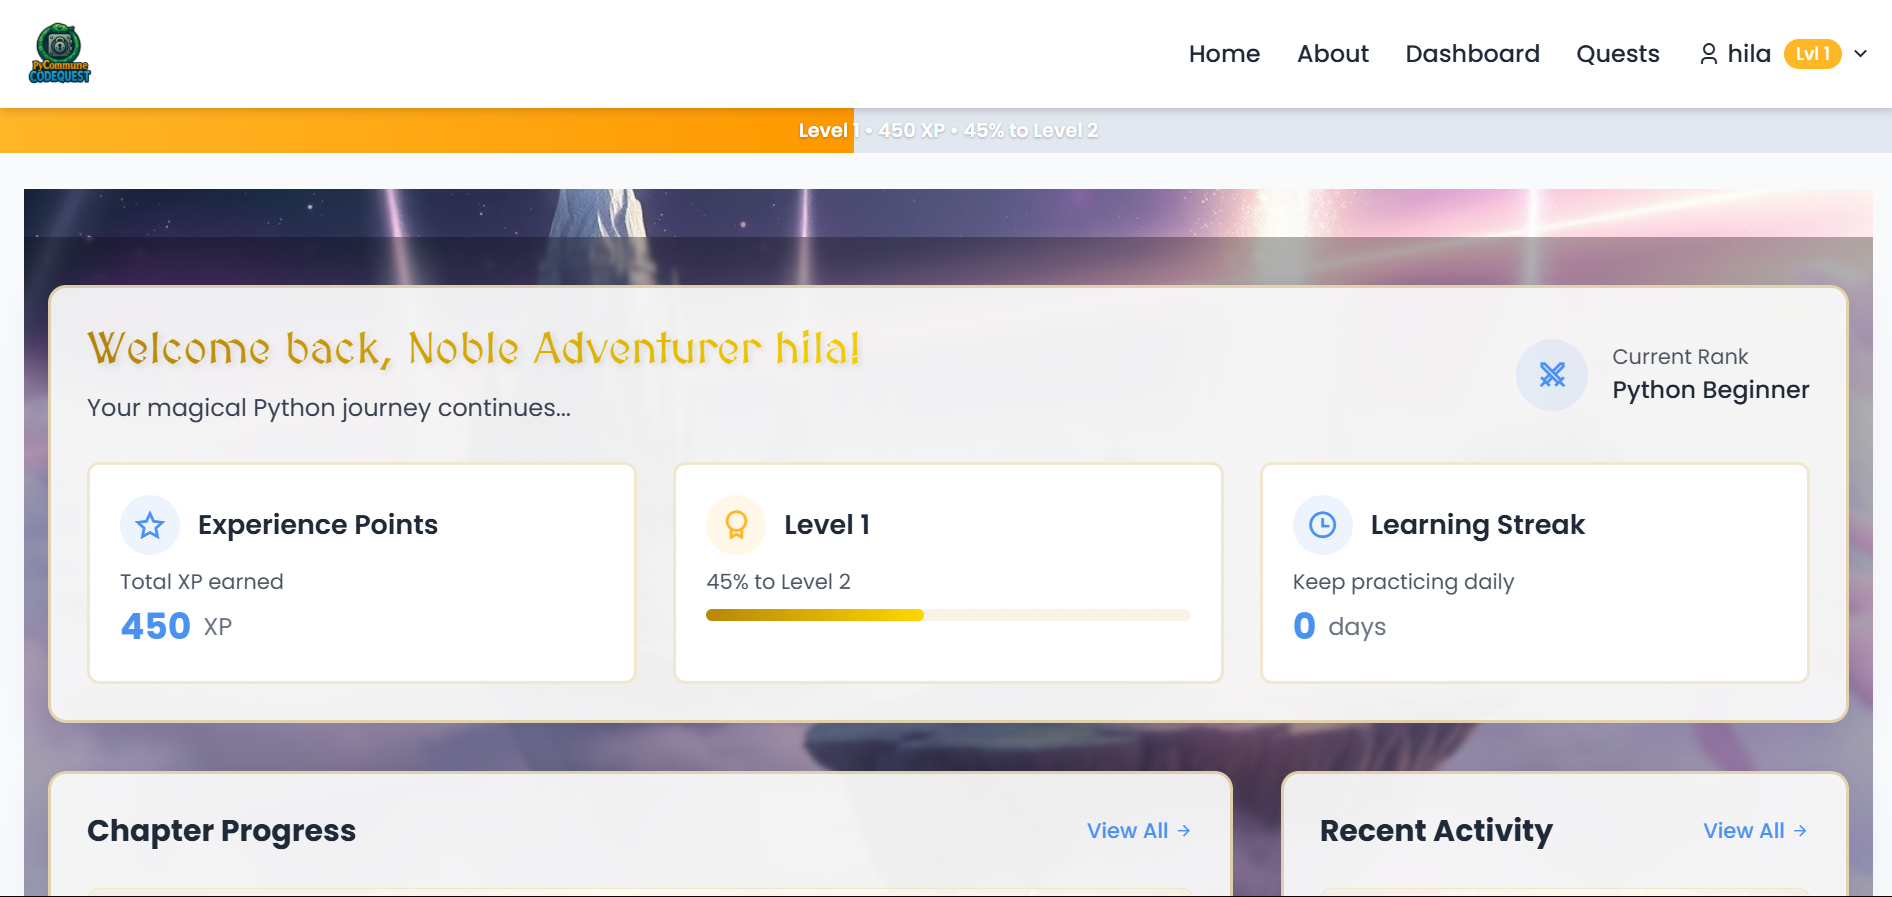 PyCommune
CODEQUEST
Home
About
Dashboard
Quests
hila
Lvl 1
Level 1 • 450 XP • 45% to Level 2
Welcome back, Noble Adventurer hila!
Your magical Python journey continues...
Current Rank
Python Beginner
Experience Points
Total XP earned
450 XP
Level 1
45% to Level 2
Learning Streak
Keep practicing daily
0 days
Chapter Progress
View All →
Recent Activity
View All →